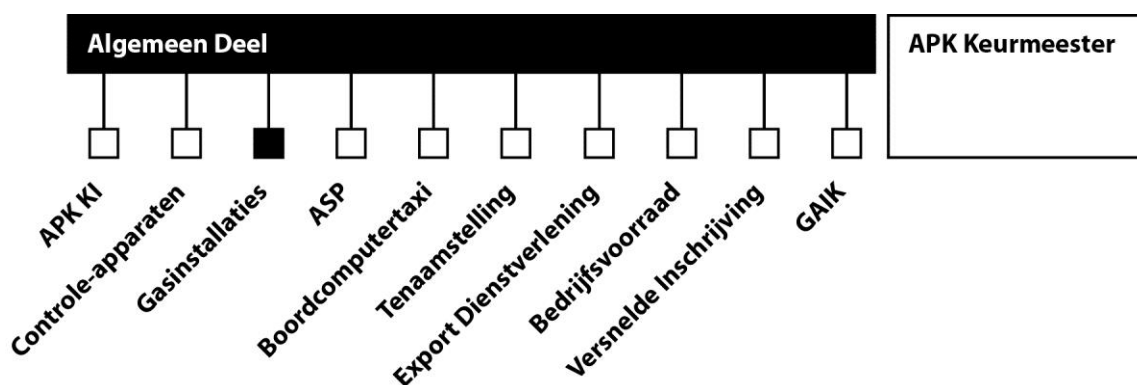 Algemeen Deel
APK Keurmeester
APK KI
Controle-apparaten
Gasinstallaties
ASP
Boordcomputertaxi
Tenaamstelling
Export Dienstverlening
Bedrijfsvoorraad
Versnelde Inschrijving
GAIK